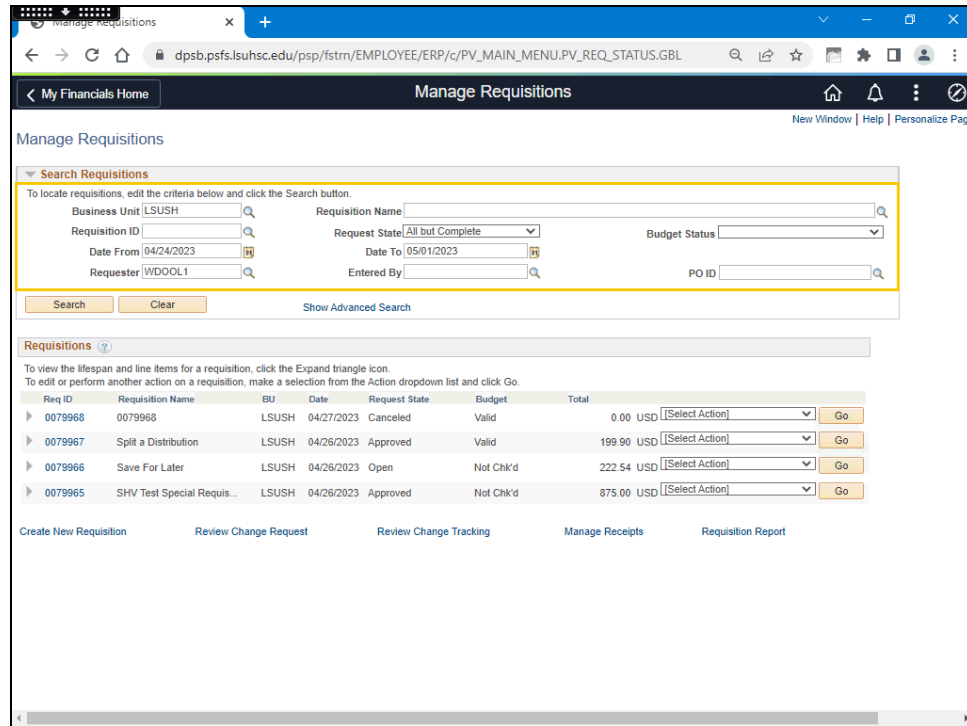 Manage Requisitions
dpsb.psfs.lsuhsc.edu/psp/fstrn/EMPLOYEE/ERP/c/PV_MAIN_MENU.PV_REQ_STATUS.GBL
My Financials Home Manage Requisitions
New Window | Help | Personalize Pag
Manage Requisitions
Search Requisitions
To locate requisitions, edit the criteria below and click the Search button.
Business Unit LSUSH Requisition Name
Requisition ID Request State All but Complete Budget Status
Date From 04/24/2023 Date To 05/01/2023
Requester WDOOL1 Entered By PO ID
Search Clear Show Advanced Search
Requisitions ?
To view the lifespan and line items for a requisition, click the Expand triangle icon.
To edit or perform another action on a requisition, make a selection from the Action dropdown list and click Go.
Req ID Requisition Name BU Date Request State Budget Total
0079968 0079968 LSUSH 04/27/2023 Canceled Valid 0.00 USD [Select Action] Go
0079967 Split a Distribution LSUSH 04/26/2023 Approved Valid 199.90 USD [Select Action] Go
0079966 Save For Later LSUSH 04/26/2023 Open Not Chk'd 222.54 USD [Select Action] Go
0079965 SHV Test Special Requis... LSUSH 04/26/2023 Approved Not Chk'd 875.00 USD [Select Action] Go
Create New Requisition Review Change Request Review Change Tracking Manage Receipts Requisition Report